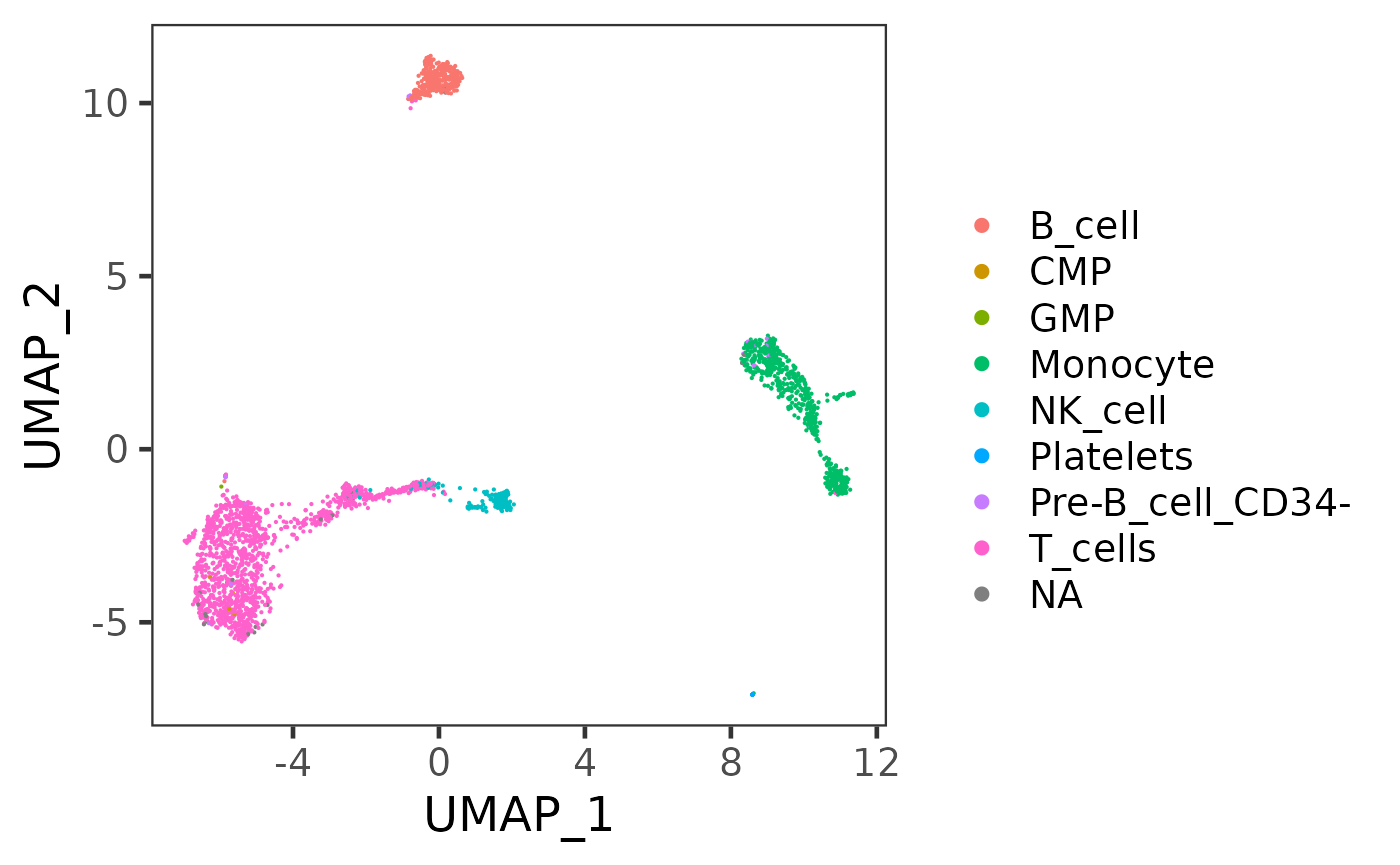 10
5
0
-5
UMAP_2
-4
0
4
8
12
UMAP_1
B_cell
CMP
GMP
Monocyte
NK_cell
Platelets
Pre-B_cell_CD34-
T_cells
NA